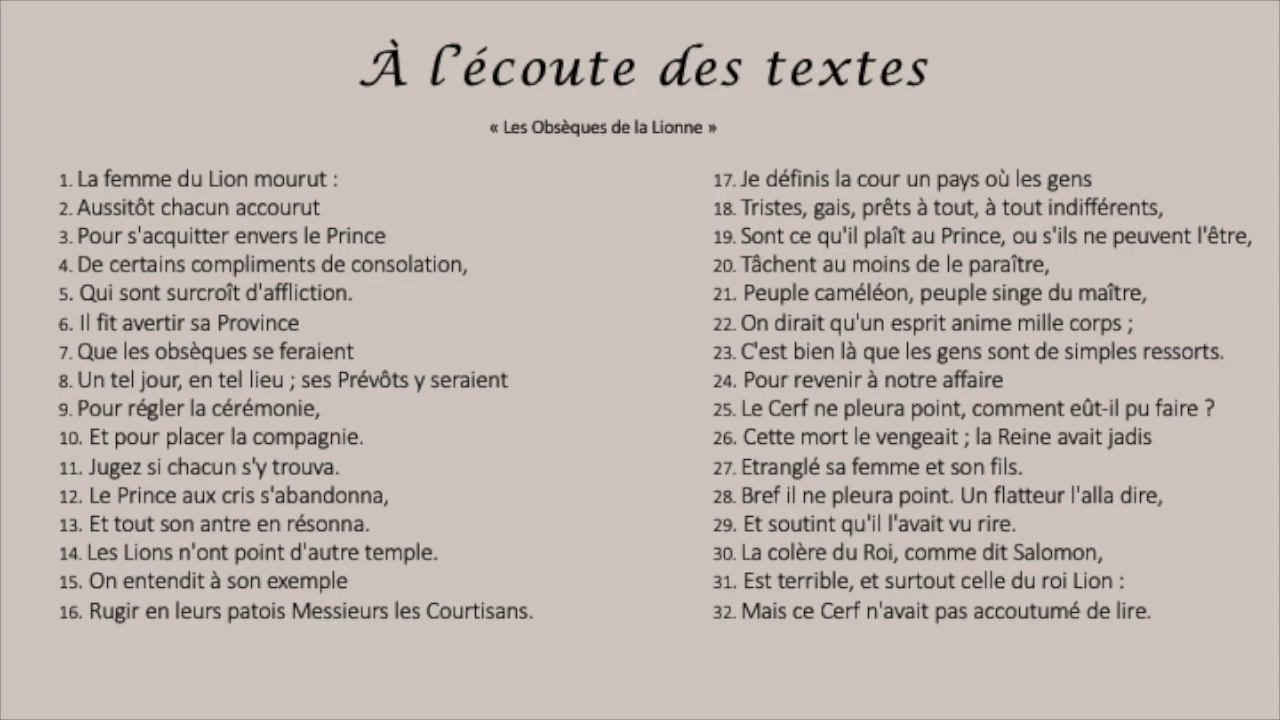 À l'écoute des textes
« Les Obsèques de la Lionne »
1. La femme du Lion mourut :
2. Aussitôt chacun accourut
3. Pour s'acquitter envers le Prince
4. De certains compliments de consolation,
5. Qui sont surcroît d'affliction.
6. Il fit avertir sa Province
7. Que les obsèques se feraient
8. Un tel jour, en tel lieu ; ses Prévôts y seraient
9. Pour régler la cérémonie,
10. Et pour placer la compagnie.
11. Jugez si chacun s'y trouva.
12. Le Prince aux cris s'abandonna,
13. Et tout son antre en résonna.
14. Les Lions n'ont point d'autre temple.
15. On entendit à son exemple
16. Rugir en leurs patois Messieurs les Courtisans.
17. Je définis la cour un pays où les gens
18. Tristes, gais, prêts à tout, à tout indifférents,
19. Sont ce qu'il plaît au Prince, ou s'ils ne peuvent l'être,
20. Tâchent au moins de le paraître,
21. Peuple caméléon, peuple singe du maître,
22. On dirait qu'un esprit anime mille corps ;
23. C'est bien là que les gens sont de simples ressorts.
24. Pour revenir à notre affaire
25. Le Cerf ne pleura point, comment eût-il pu faire ?
26. Cette mort le vengeait ; la Reine avait jadis
27. Etranglé sa femme et son fils.
28. Bref il ne pleura point. Un flatteur l'alla dire,
29. Et soutint qu'il l'avait vu rire.
30. La colère du Roi, comme dit Salomon,
31. Est terrible, et surtout celle du roi Lion :
32. Mais ce Cerf n'avait pas accoutumé de lire.